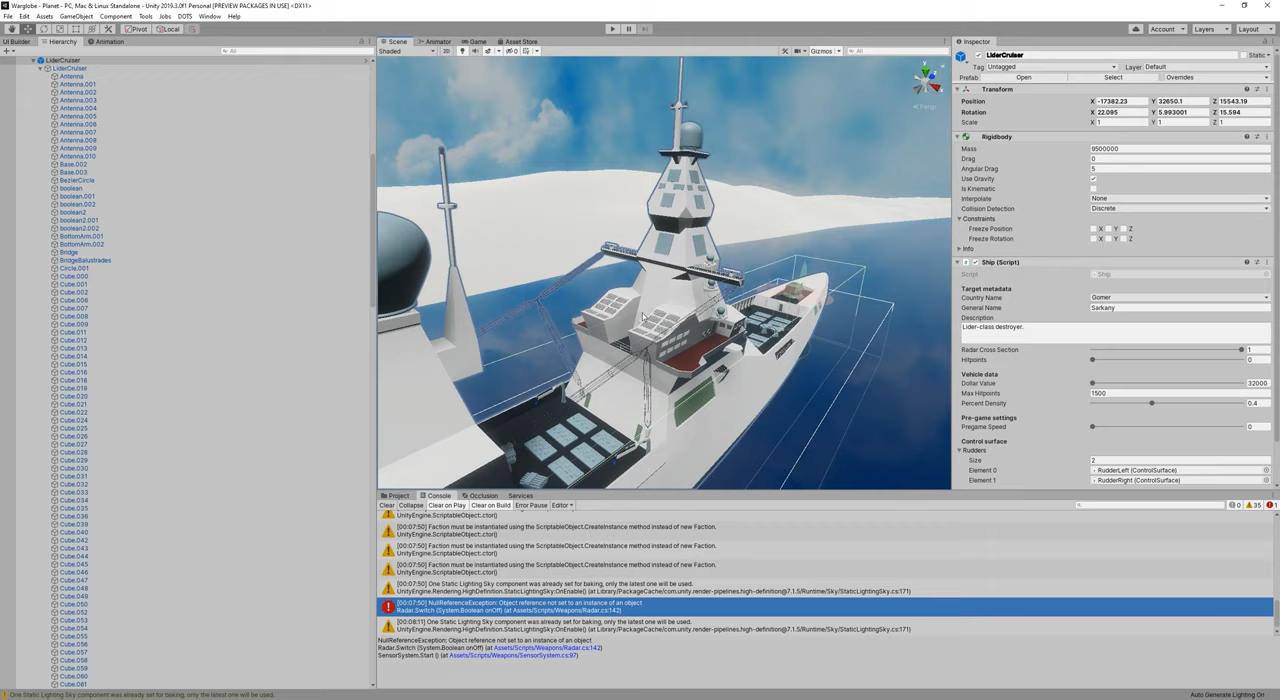 Warglobe - Planet - PC, Mac & Linux Standalone - Unity 2019.3.0f1 Personal [PREVIEW PACKAGES IN USE] <DX11>
File Edit Assets GameObject Component Tools Jobs DOTS Window Help
Pivot Local Account Layers Layout
UI Builder Hierarchy Animation Scene Animator Game Asset Store Inspector
All Shaded 2D 0 Gizmos All
LiderCruiser
LiderCruiser
Antenna
Antenna.001
Antenna.002
Antenna.003
Antenna.004
Antenna.005
Antenna.006
Antenna.007
Antenna.008
Antenna.009
Antenna.010
Base.002
Base.003
BezierCircle
boolean
boolean.001
boolean.002
boolean2
boolean2.001
boolean2.002
BottomArm.001
BottomArm.002
Bridge
BridgeBalustrades
Circle.001
Cube.000
Cube.001
Cube.002
Cube.006
Cube.007
Cube.008
Cube.009
Cube.011
Cube.012
Cube.013
Cube.014
Cube.015
Cube.016
Cube.018
Cube.019
Cube.020
Cube.021
Cube.022
Cube.024
Cube.025
Cube.026
Cube.027
Cube.028
Cube.029
Cube.030
Cube.031
Cube.032
Cube.033
Cube.034
Cube.035
Cube.036
Cube.039
Cube.040
Cube.042
Cube.043
Cube.044
Cube.045
Cube.046
Cube.047
Cube.048
Cube.049
Cube.050
Cube.052
Cube.053
Cube.054
Cube.055
Cube.056
Cube.057
Cube.058
Cube.059
Cube.060
Cube.061
Persp
Project Console Occlusion Services
Clear Collapse Clear on Play Clear on Build Error Pause Editor 0 35 1
UnityEngine.ScriptableObject:.ctor()
[00:07:50] Faction must be instantiated using the ScriptableObject.CreateInstance method instead of new Faction.
UnityEngine.ScriptableObject:.ctor()
[00:07:50] Faction must be instantiated using the ScriptableObject.CreateInstance method instead of new Faction.
UnityEngine.ScriptableObject:.ctor()
[00:07:50] Faction must be instantiated using the ScriptableObject.CreateInstance method instead of new Faction.
UnityEngine.ScriptableObject:.ctor()
[00:07:50] One Static Lighting Sky component was already set for baking, only the latest one will be used.
UnityEngine.Rendering.HighDefinition.StaticLightingSky:OnEnable() (at Library/PackageCache/com.unity.render-pipelines.high-definition@7.1.5/Runtime/Sky/StaticLightingSky.cs:171)
[00:07:50] NullReferenceException: Object reference not set to an instance of an object
Radar.Switch (System.Boolean onOff) (at Assets/Scripts/Weapons/Radar.cs:142)
[00:08:11] One Static Lighting Sky component was already set for baking, only the latest one will be used.
UnityEngine.Rendering.HighDefinition.StaticLightingSky:OnEnable() (at Library/PackageCache/com.unity.render-pipelines.high-definition@7.1.5/Runtime/Sky/StaticLightingSky.cs:171)
NullReferenceException: Object reference not set to an instance of an object
Radar.Switch (System.Boolean onOff) (at Assets/Scripts/Weapons/Radar.cs:142)
SensorSystem.Start () (at Assets/Scripts/Weapons/SensorSystem.cs:97)
LiderCruiser Static
Tag Untagged Layer Default
Prefab Open Select Overrides
Transform
Position X -17382.23 Y 32650.1 Z 15543.19
Rotation X 22.095 Y 5.993001 Z 15.594
Scale X 1 Y 1 Z 1
Rigidbody
Mass 9500000
Drag 0
Angular Drag 5
Use Gravity
Is Kinematic
Interpolate None
Collision Detection Discrete
Constraints
Freeze Position X Y Z
Freeze Rotation X Y Z
Info
Ship (Script)
Script Ship
Target metadata
Country Name Gomer
General Name Sarkany
Description
Lider-class destroyer.
Radar Cross Section 1
Hitpoints 0
Vehicle data
Dollar Value 32000
Max Hitpoints 1500
Percent Density 0.4
Pre-game settings
Pregame Speed 0
Control surface
Rudders
Size 2
Element 0 RudderLeft (ControlSurface)
Element 1 RudderRight (ControlSurface)
One Static Lighting Sky component was already set for baking, only the latest one will be used.
Auto Generate Lighting On